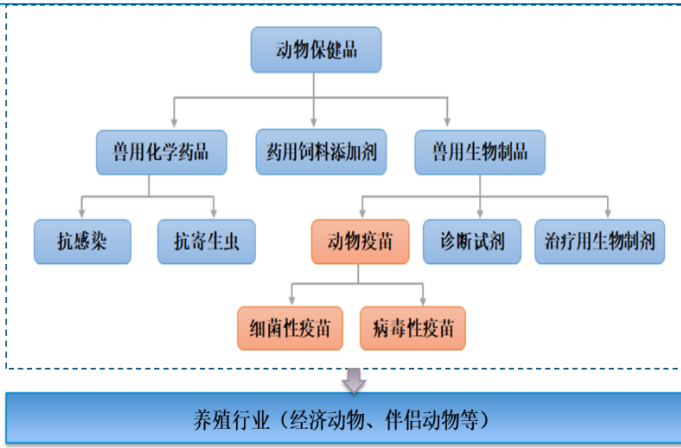 动物保健品
兽用化学药品
药用饲料添加剂
兽用生物制品
抗感染
抗寄生虫
动物疫苗
诊断试剂
治疗用生物制剂
细菌性疫苗
病毒性疫苗
养殖行业（经济动物、伴侣动物等）